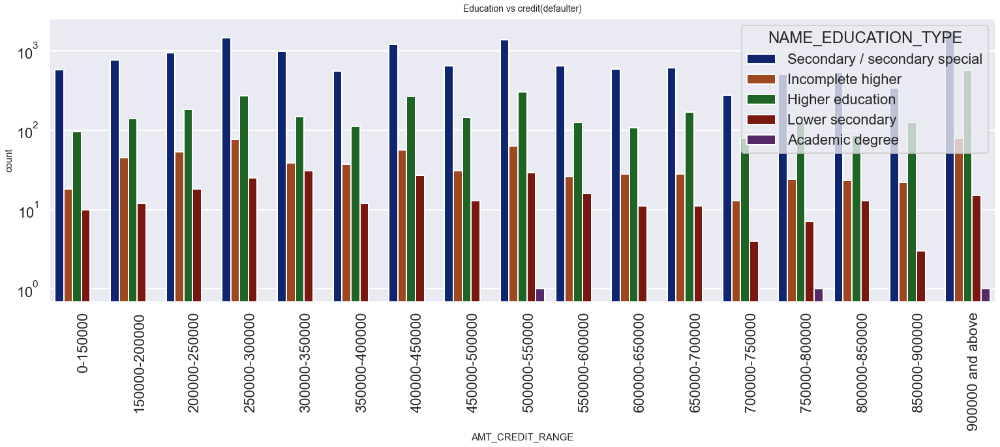 Education vs credit(defaulter)
NAME_EDUCATION_TYPE
Secondary / secondary special
Incomplete higher
Higher education
Lower secondary
Academic degree
count
10³
10²
10¹
10⁰
0-150000
150000-200000
200000-250000
250000-300000
300000-350000
350000-400000
400000-450000
450000-500000
500000-550000
550000-600000
600000-650000
650000-700000
700000-750000
750000-800000
800000-850000
850000-900000
900000 and above
AMT_CREDIT_RANGE